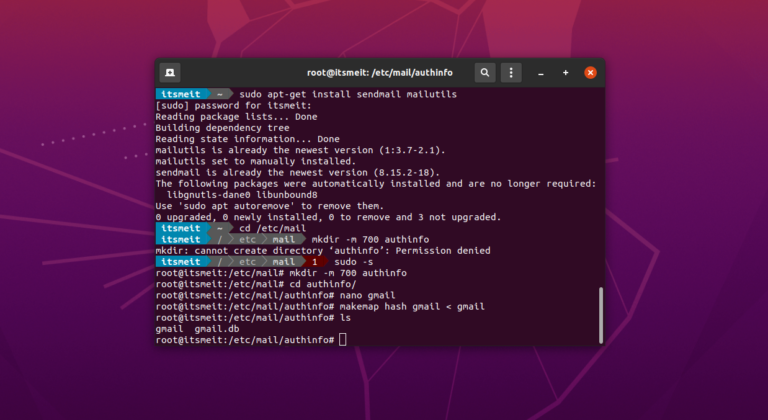 root@itsmeit: /etc/mail/authinfo
itsmeit ~ sudo apt-get install sendmail mailutils
[sudo] password for itsmeit:
Reading package lists... Done
Building dependency tree
Reading state information... Done
mailutils is already the newest version (1:3.7-2.1).
mailutils set to manually installed.
sendmail is already the newest version (8.15.2-18).
The following packages were automatically installed and are no longer required:
  libgnutls-dane0 libunbound8
Use 'sudo apt autoremove' to remove them.
0 upgraded, 0 newly installed, 0 to remove and 3 not upgraded.
itsmeit ~ cd /etc/mail
itsmeit / etc mail mkdir -m 700 authinfo
mkdir: cannot create directory ‘authinfo’: Permission denied
itsmeit / etc mail 1 sudo -s
root@itsmeit:/etc/mail# mkdir -m 700 authinfo
root@itsmeit:/etc/mail# cd authinfo/
root@itsmeit:/etc/mail/authinfo# nano gmail
root@itsmeit:/etc/mail/authinfo# makemap hash gmail < gmail
root@itsmeit:/etc/mail/authinfo# ls
gmail  gmail.db
root@itsmeit:/etc/mail/authinfo#